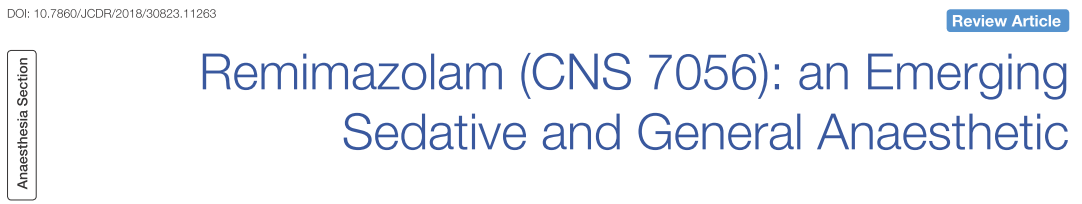 DOI: 10.7860/JCDR/2018/30823.11263
Review Article
Anaesthesia Section
Remimazolam (CNS 7056): an Emerging
Sedative and General Anaesthetic